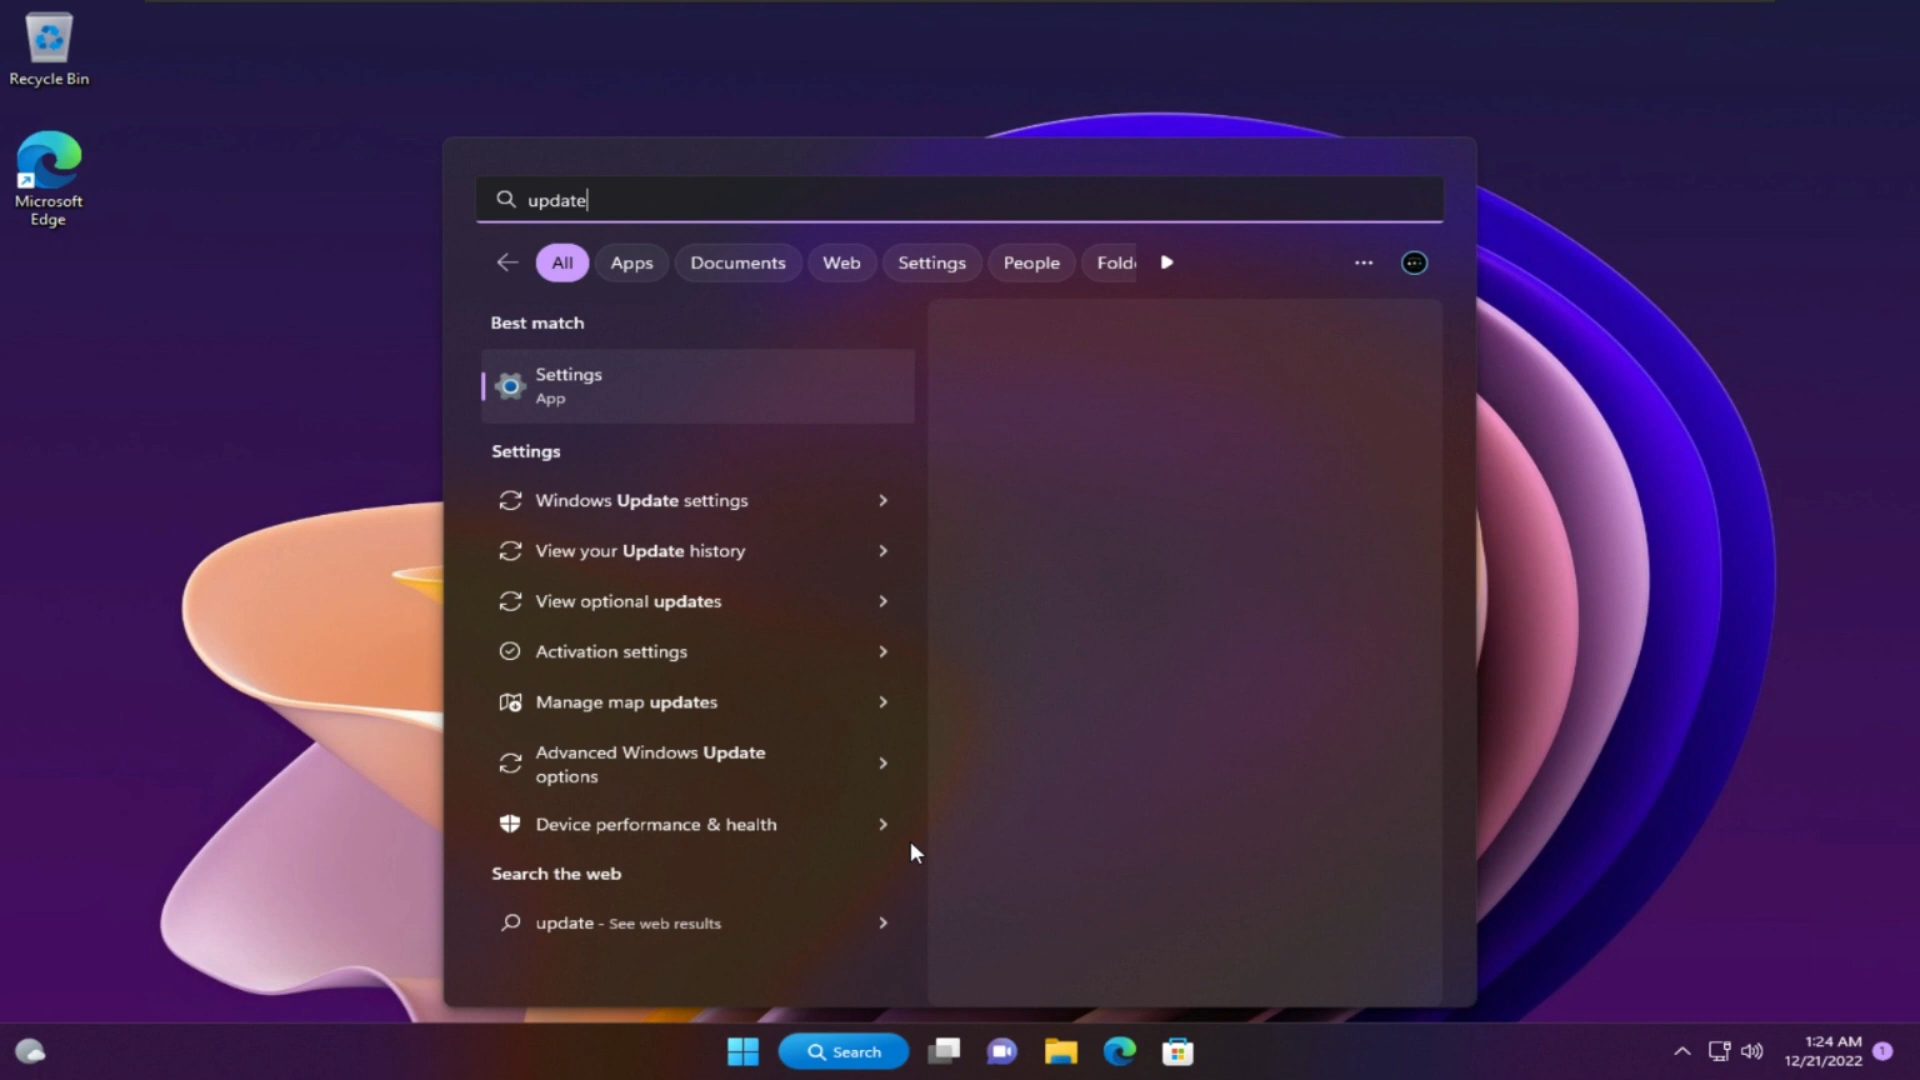 Recycle Bin
Microsoft
Edge
update
All Apps Documents Web Settings People
Best match
Settings
App
Settings
Windows Update settings
View your Update history
View optional updates
Activation settings
Manage map updates
Advanced Windows Update
options
Device performance & health
Search the web
update - See web results
Search
1:24 AM
12/21/2022
1